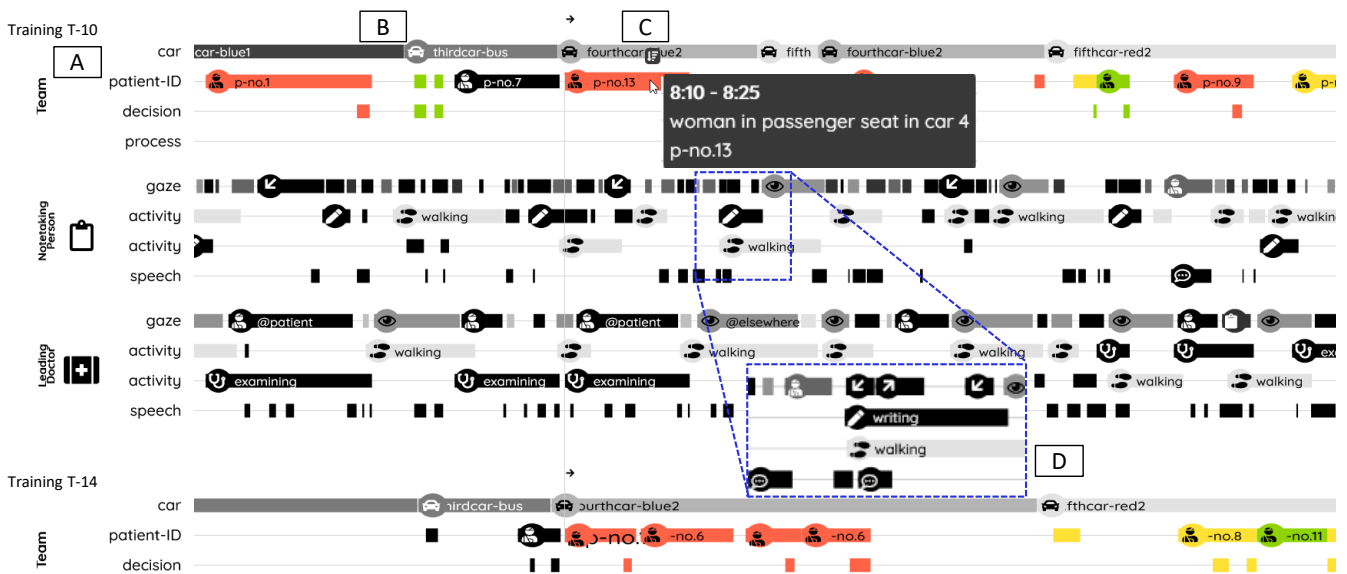 B
C
Training T-10
A
car
car-blue1
thirdcar-bus
fourthcar-blue2
fifth
fourthcar-blue2
fifthcar-red2
Team
patient-ID
p-no.1
p-no.7
p-no.13
p-no.9
decision
8:10 - 8:25
woman in passenger seat in car 4
p-no.13
process
Notetaking
Person
gaze
activity
walking
walking
activity
walking
speech
Leading
Doctor
gaze
@patient
@patient
@elsewhere
activity
walking
walking
walking
activity
examining
examining
examining
walking
walking
speech
writing
walking
D
Training T-14
car
fourthcar-blue2
Team
patient-ID
-no.6
-no.6
-no.8
-no.11
decision